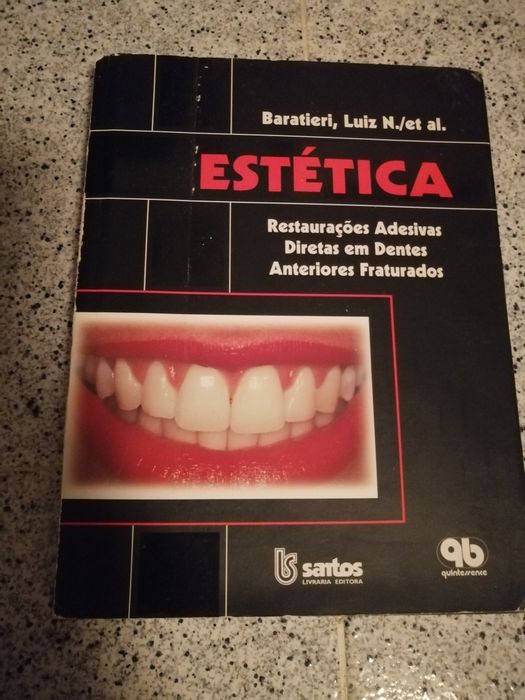 Baratieri, Luiz N./et al.
ESTÉTICA
Restaurações Adesivas
Diretas em Dentes
Anteriores Fraturados
santos
LIVRARIA EDITORA
qb
quintessence